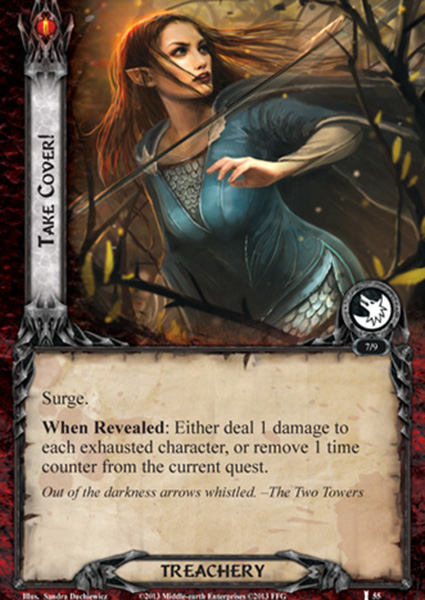 TAKE COVER!
7/9
Surge.
When Revealed: Either deal 1 damage to
each exhausted character, or remove 1 time
counter from the current quest.
Out of the darkness arrows whistled. –The Two Towers
TREACHERY
Illus. Sandra Duchiewicz ©2013 Middle-earth Enterprises ©2013 FFG 55